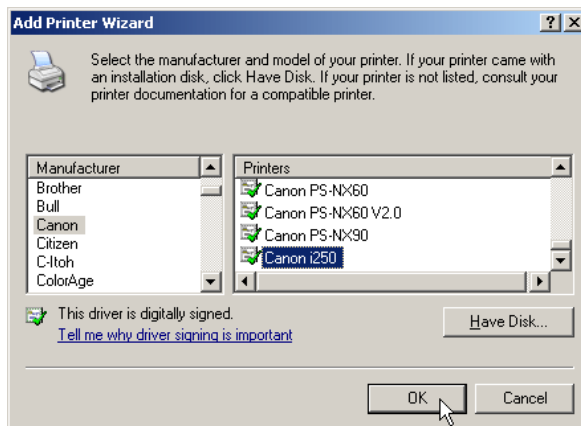 Add Printer Wizard
Select the manufacturer and model of your printer. If your printer came with
an installation disk, click Have Disk. If your printer is not listed, consult your
printer documentation for a compatible printer.
Manufacturer
Brother
Bull
Canon
Citizen
C-Itoh
ColorAge
Printers
Canon PS-NX60
Canon PS-NX60 V2.0
Canon PS-NX90
Canon i250
This driver is digitally signed.
Tell me why driver signing is important
Have Disk...
OK
Cancel